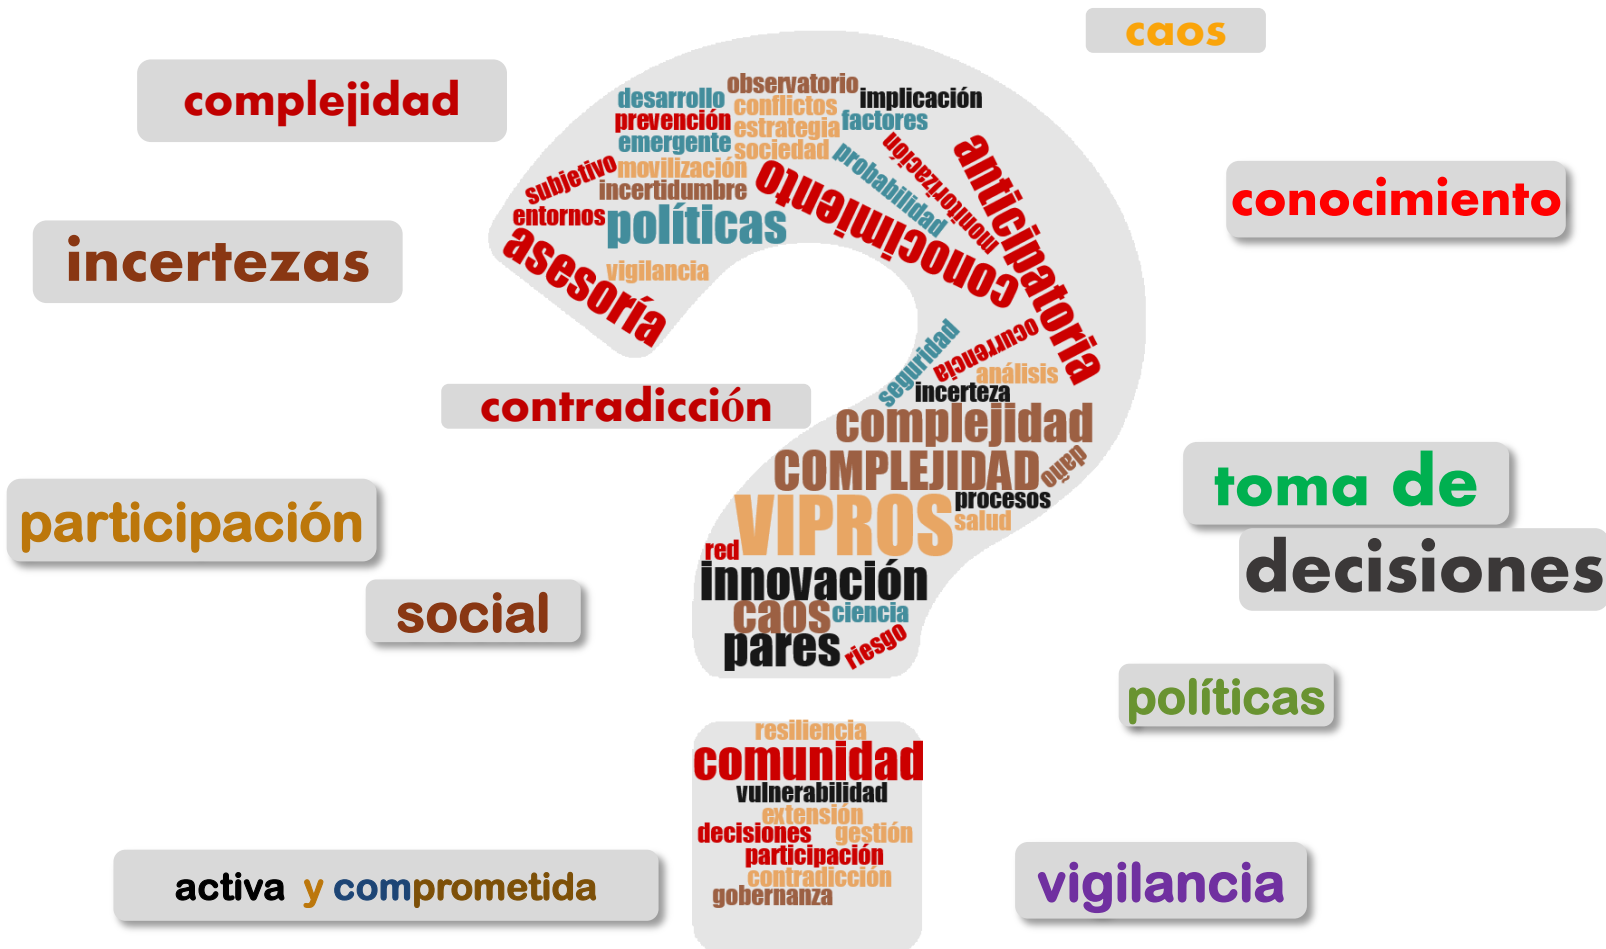 caos
complejidad
observatorio
desarrollo
conflictos
implicación
prevención
estrategia
factores
emergente
sociedad
probabilidad
monitorización
anticipatoria
subjetivo
movilización
incertidumbre
conocimiento
entornos
políticas
asesoría
vigilancia
conocimiento
incertezas
seguridad
ocurrencia
análisis
incerteza
contradicción
complejidad
COMPLEJIDAD
daño
VIPROS
procesos
salud
toma de
decisiones
participación
social
red
innovación
caos
ciencia
pares
riesgo
políticas
resiliencia
comunidad
vulnerabilidad
extensión
decisiones
gestión
participación
contradicción
gobernanza
activa y comprometida
vigilancia